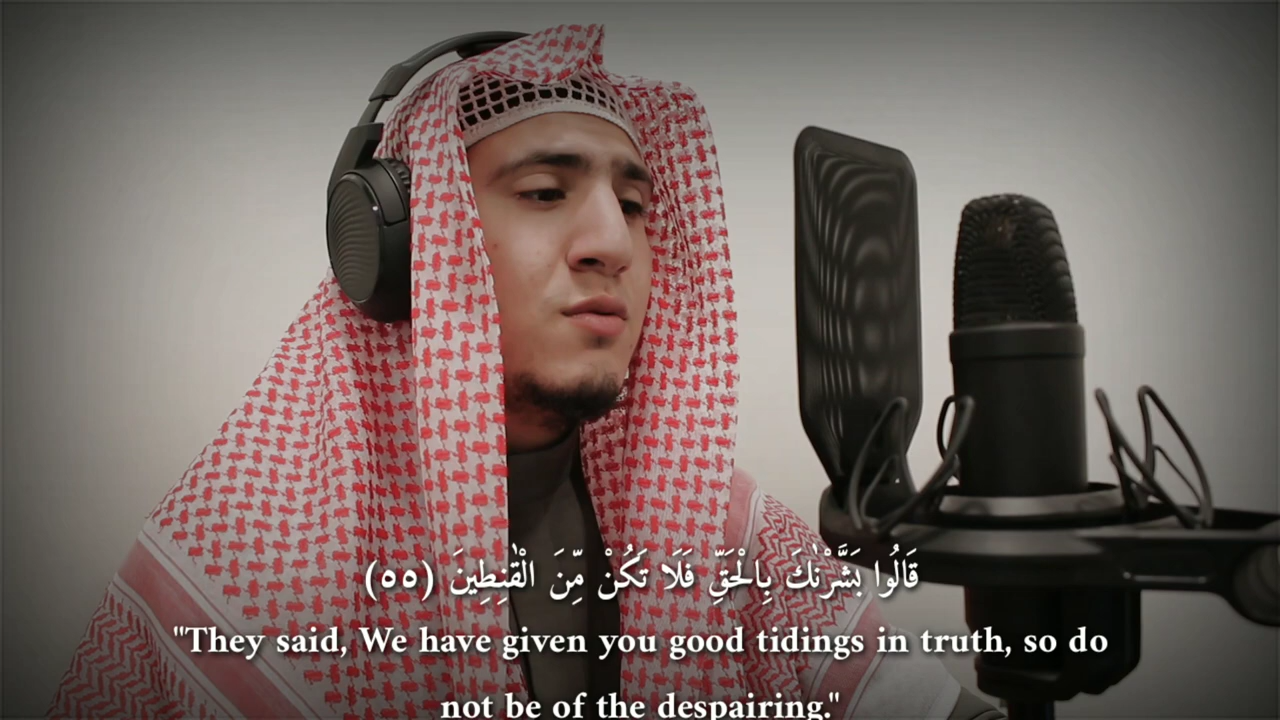 قَالُوا بَشَّرْنٰكَ بِالْحَقِّ فَلَا تَكُنْ مِّنَ الْقٰنِطِينَ (٥٥)
"They said, We have given you good tidings in truth, so do
not be of the despairing."